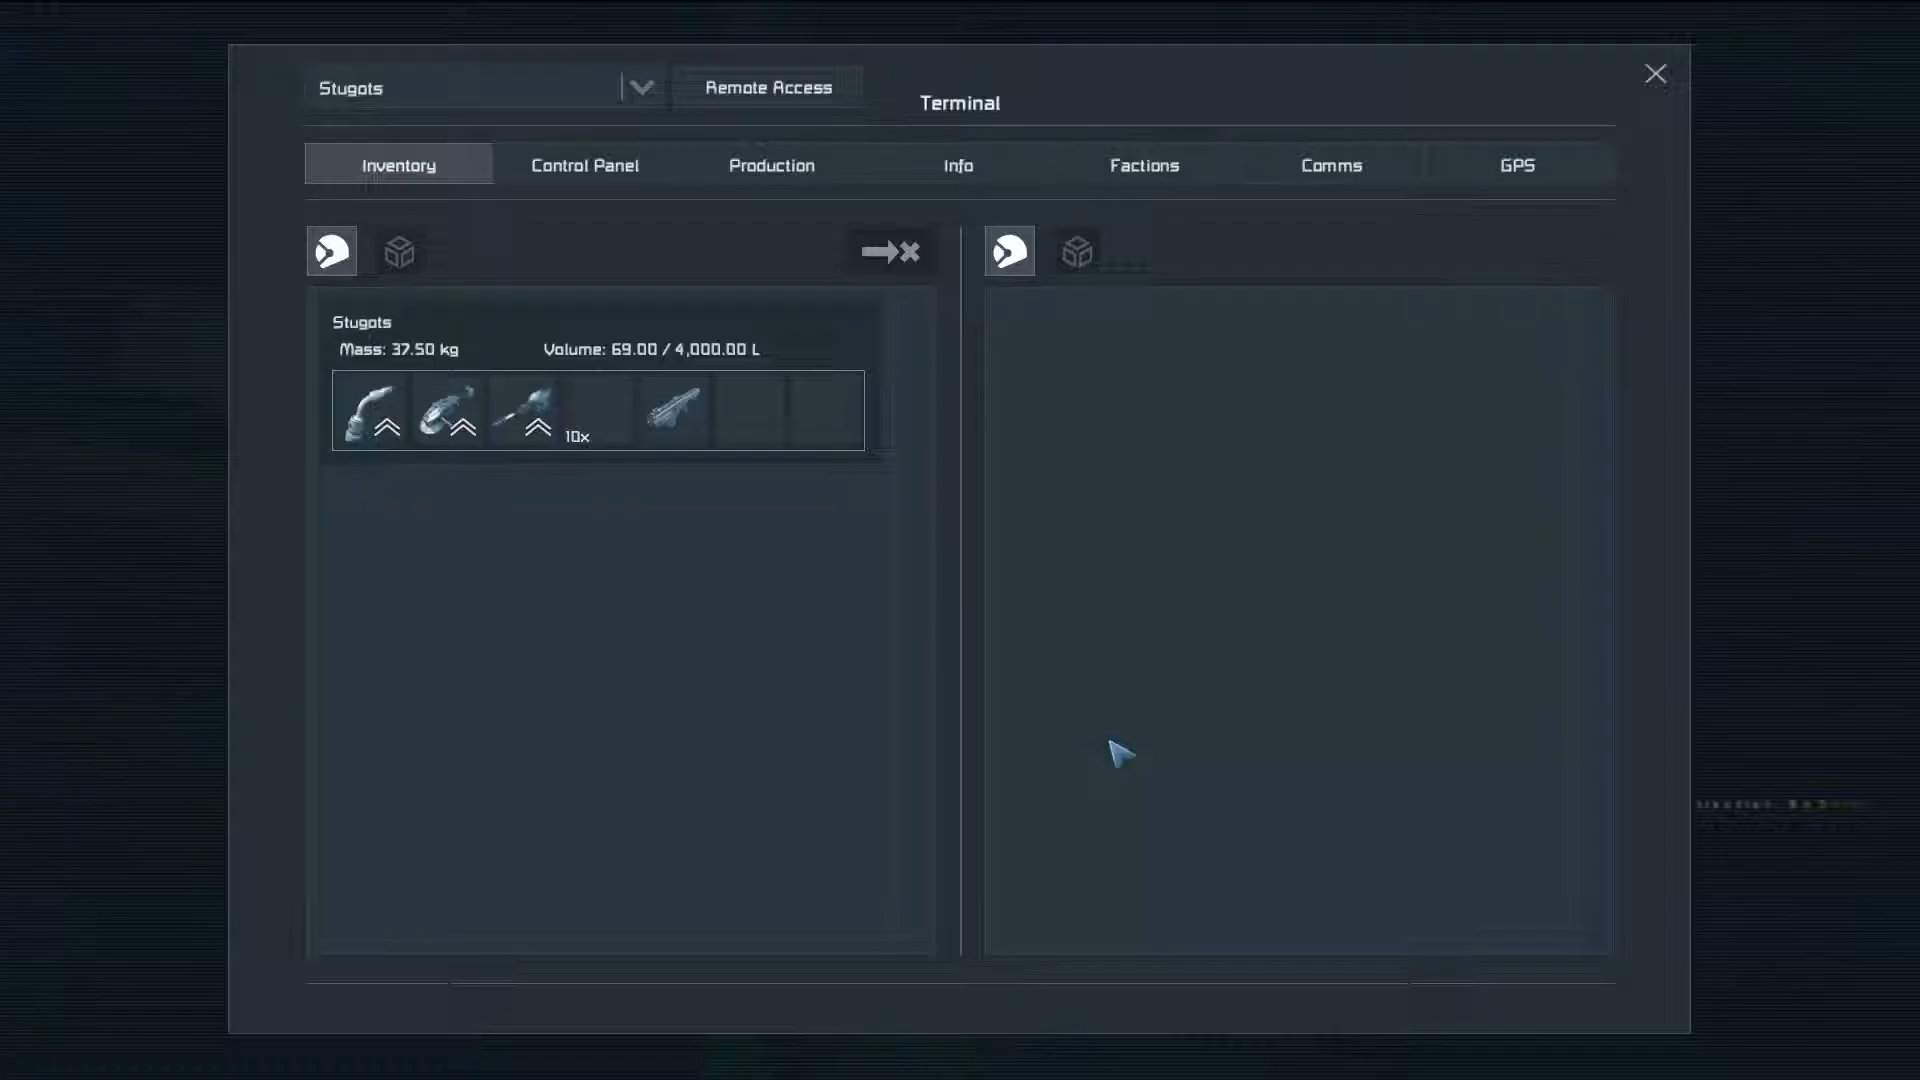 Stugots
Remote Access
Terminal
Inventory
Control Panel
Production
Info
Factions
Comms
GPS
Stugots
Mass: 37.50 kg
Volume: 69.00 / 4,000.00 L
10x